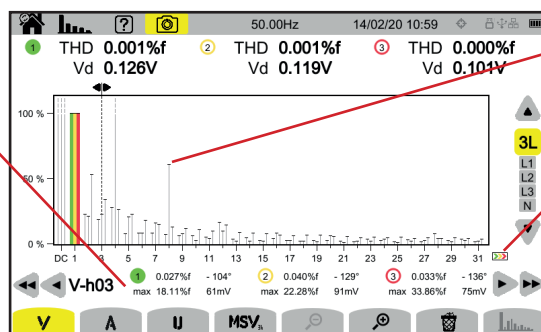 ? 50.00Hz 14/02/20 10:59
1 THD 0.001%f 2 THD 0.001%f 3 THD 0.000%f
Vd 0.126V Vd 0.119V Vd 0.101V
100 %
50 %
0 %
3L
L1
L2
L3
N
DC 1 3 5 7 9 11 13 15 17 19 21 23 25 27 29 31
V-h03 1 0.027%f - 104° 2 0.040%f - 129° 3 0.033%f - 136°
max 18.11%f 61mV max 22.28%f 91mV max 33.86%f 75mV
V A U MSV